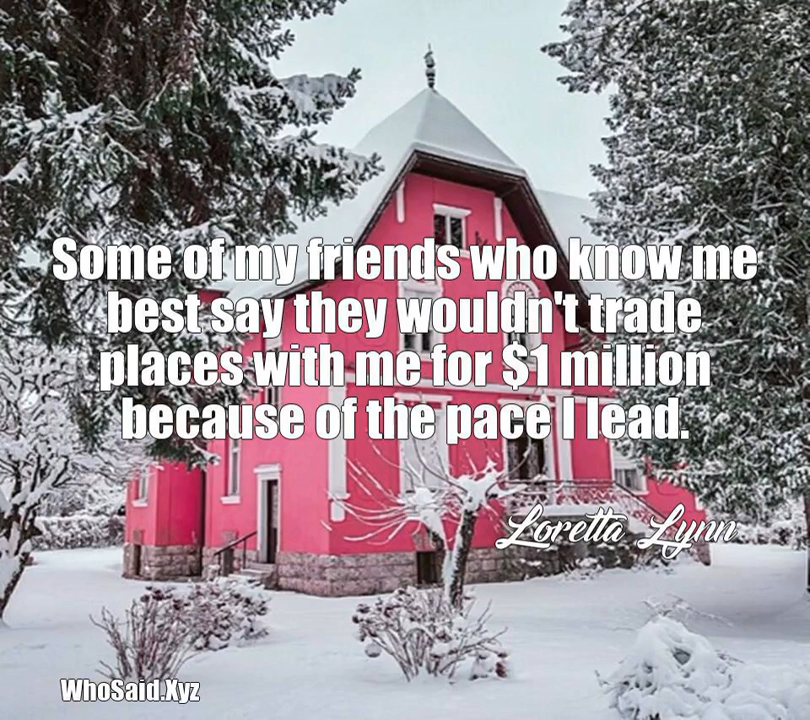 Some of my friends who know me
best say they wouldn't trade
places with me for $1 million
because of the pace I lead.
Loretta Lynn
WhoSaid.Xyz